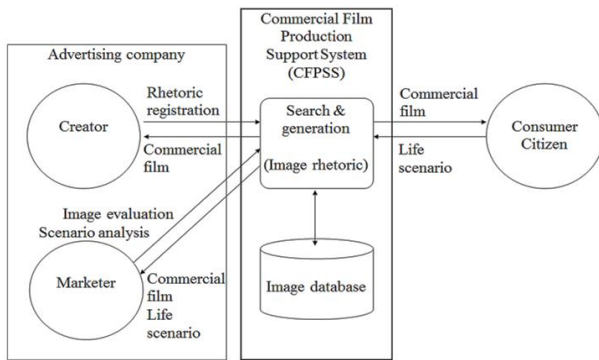 Commercial Film
Production
Support System
(CFPSS)
Advertising company
Creator
Rhetoric
registration
Commercial
film
Search &
generation
(Image rhetoric)
Commercial
film
Life
scenario
Consumer
Citizen
Image evaluation
Scenario analysis
Marketer
Commercial
film
Life
scenario
Image database